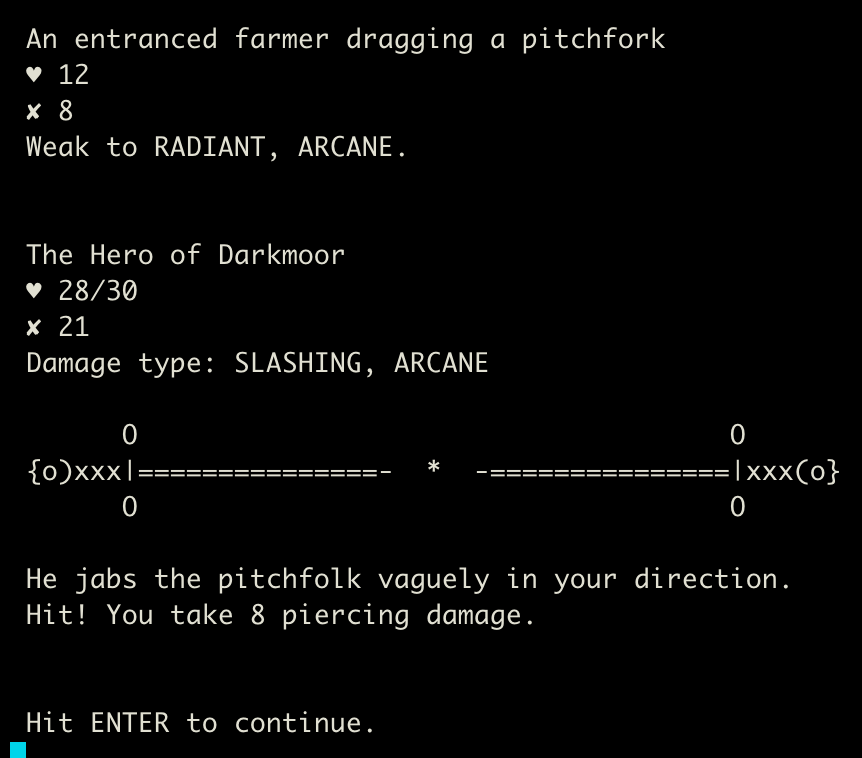 An entranced farmer dragging a pitchfork
♥ 12
✘ 8
Weak to RADIANT, ARCANE.
The Hero of Darkmoor
♥ 28/30
✘ 21
Damage type: SLASHING, ARCANE
O                                     O
{o)xxx|===============-  *  -===============|xxx(o}
O                                     O
He jabs the pitchfolk vaguely in your direction.
Hit! You take 8 piercing damage.
Hit ENTER to continue.